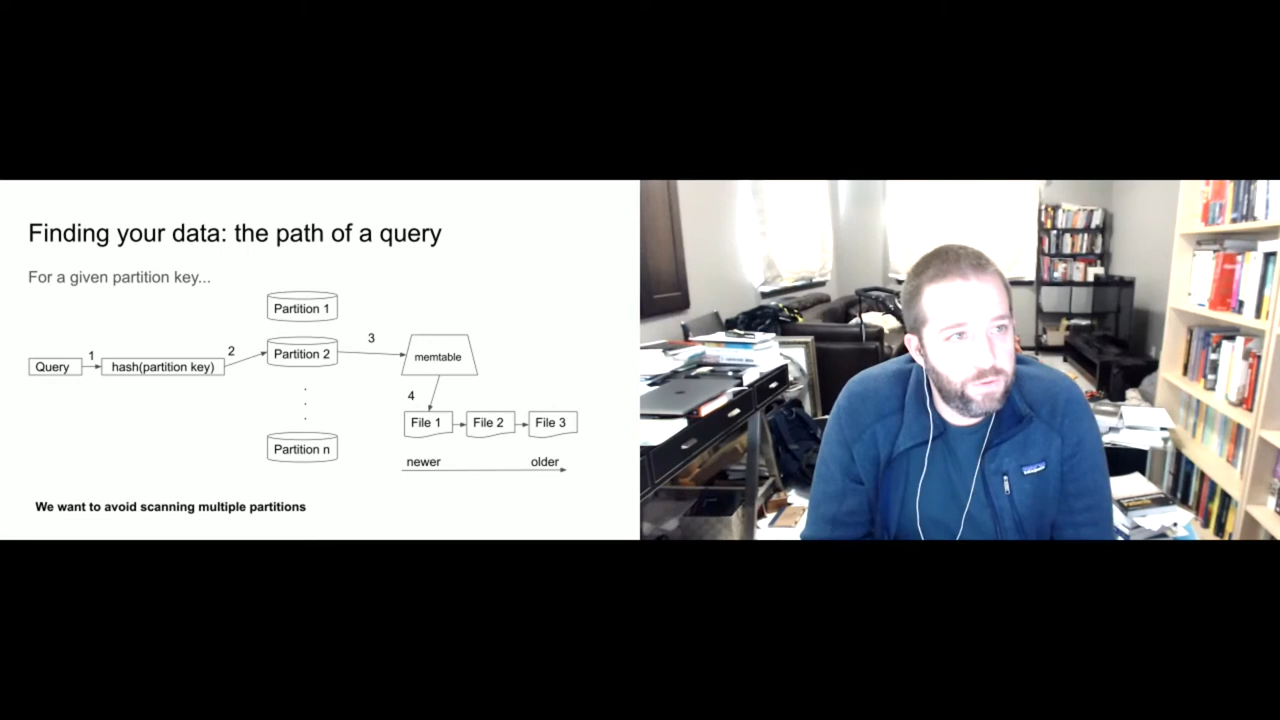 Finding your data: the path of a query
For a given partition key...
Partition 1
Query
1
hash(partition key)
2
Partition 2
3
memtable
4
File 1
File 2
File 3
newer
older
.
.
.
Partition n
We want to avoid scanning multiple partitions